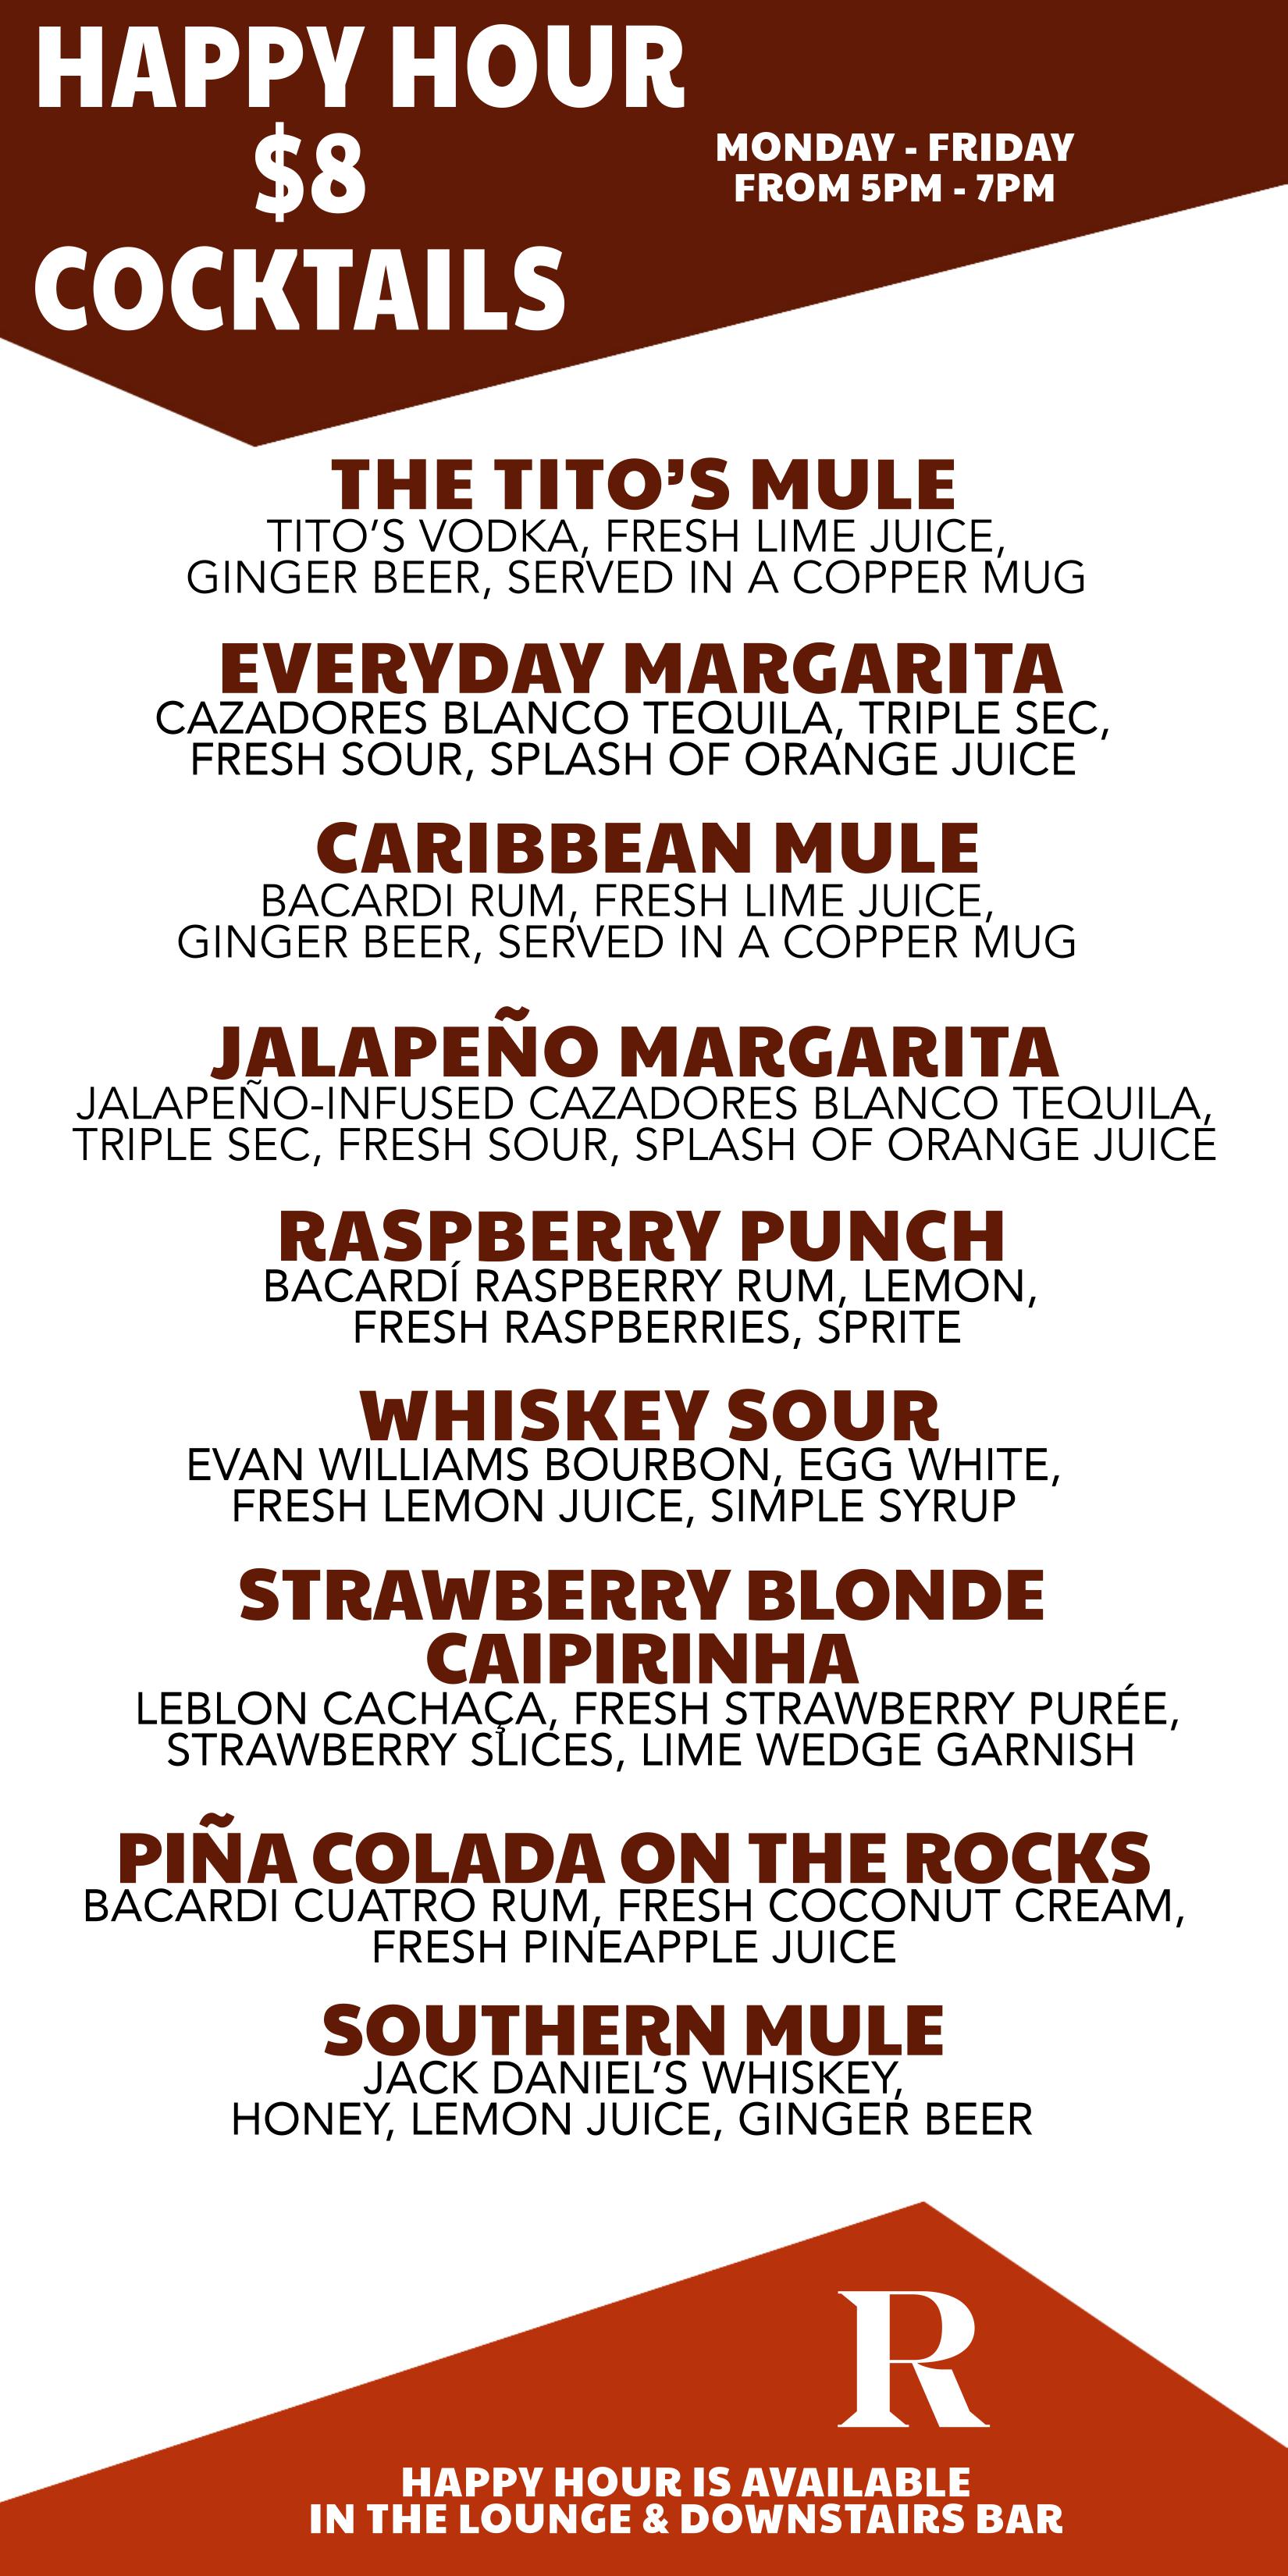 HAPPY HOUR
$8
COCKTAILS
MONDAY - FRIDAY
FROM 5PM - 7PM
THE TITO'S MULE
TITO'S VODKA, FRESH LIME JUICE,
GINGER BEER, SERVED IN A COPPER MUG
EVERYDAY MARGARITA
CAZADORES BLANCO TEQUILA, TRIPLE SEC,
FRESH SOUR, SPLASH OF ORANGE JUICE
CARIBBEAN MULE
BACARDI RUM, FRESH LIME JUICE,
GINGER BEER, SERVED IN A COPPER MUG
JALAPEÑO MARGARITA
JALAPEÑO-INFUSED CAZADORES BLANCO TEQUILA,
TRIPLE SEC, FRESH SOUR, SPLASH OF ORANGE JUICE
RASPBERRY PUNCH
BACARDÍ RASPBERRY RUM, LEMON,
FRESH RASPBERRIES, SPRITE
WHISKEY SOUR
EVAN WILLIAMS BOURBON, EGG WHITE,
FRESH LEMON JUICE, SIMPLE SYRUP
STRAWBERRY BLONDE
CAIPIRINHA
LEBLON CACHAÇA, FRESH STRAWBERRY PURÉE,
STRAWBERRY SLICES, LIME WEDGE GARNISH
PIÑA COLADA ON THE ROCKS
BACARDI CUATRO RUM, FRESH COCONUT CREAM,
FRESH PINEAPPLE JUICE
SOUTHERN MULE
JACK DANIEL'S WHISKEY,
HONEY, LEMON JUICE, GINGER BEER
R
HAPPY HOUR IS AVAILABLE
IN THE LOUNGE & DOWNSTAIRS BAR